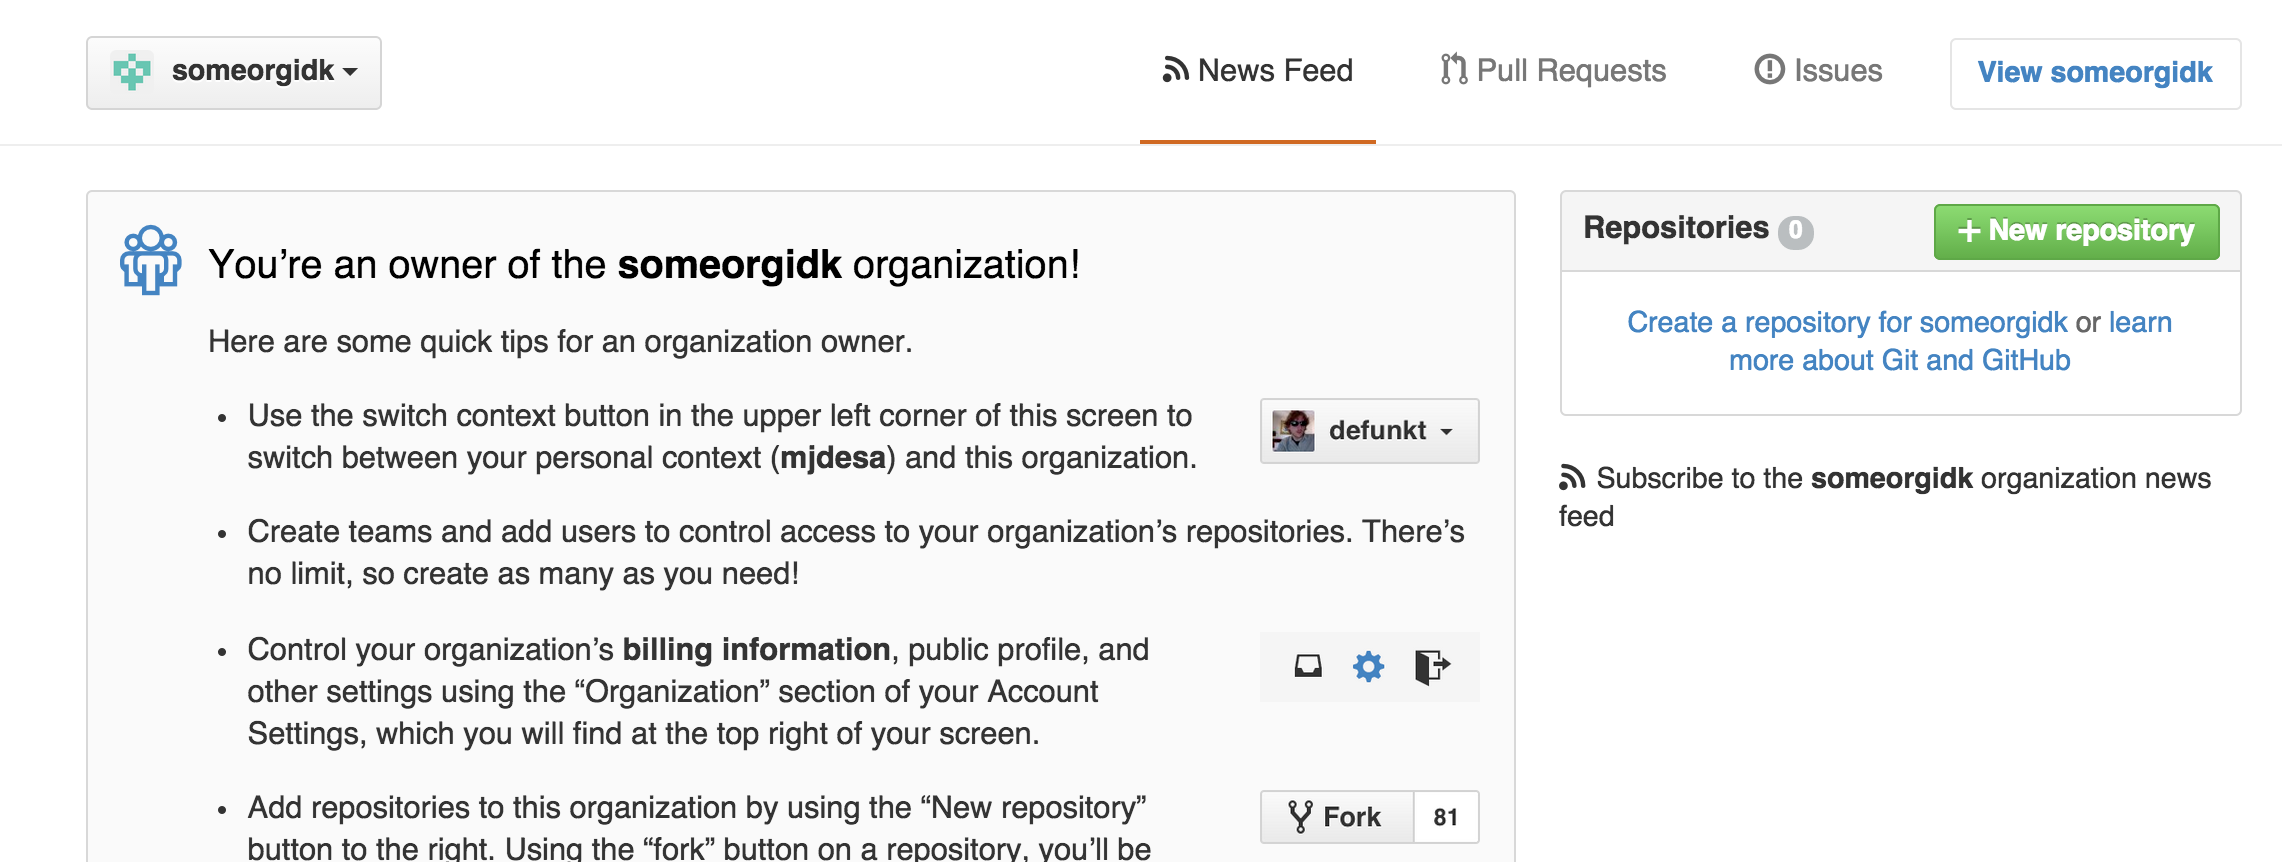 someorgidk
News Feed
Pull Requests
Issues
View someorgidk
You’re an owner of the someorgidk organization!
Here are some quick tips for an organization owner.
• Use the switch context button in the upper left corner of this screen to
switch between your personal context (mjdesa) and this organization.
defunkt
• Create teams and add users to control access to your organization’s repositories. There’s
no limit, so create as many as you need!
• Control your organization’s billing information, public profile, and
other settings using the “Organization” section of your Account
Settings, which you will find at the top right of your screen.
• Add repositories to this organization by using the “New repository”
button to the right. Using the “fork” button on a repository, you’ll be
Fork 81
Repositories 0
+ New repository
Create a repository for someorgidk or learn
more about Git and GitHub
Subscribe to the someorgidk organization news
feed